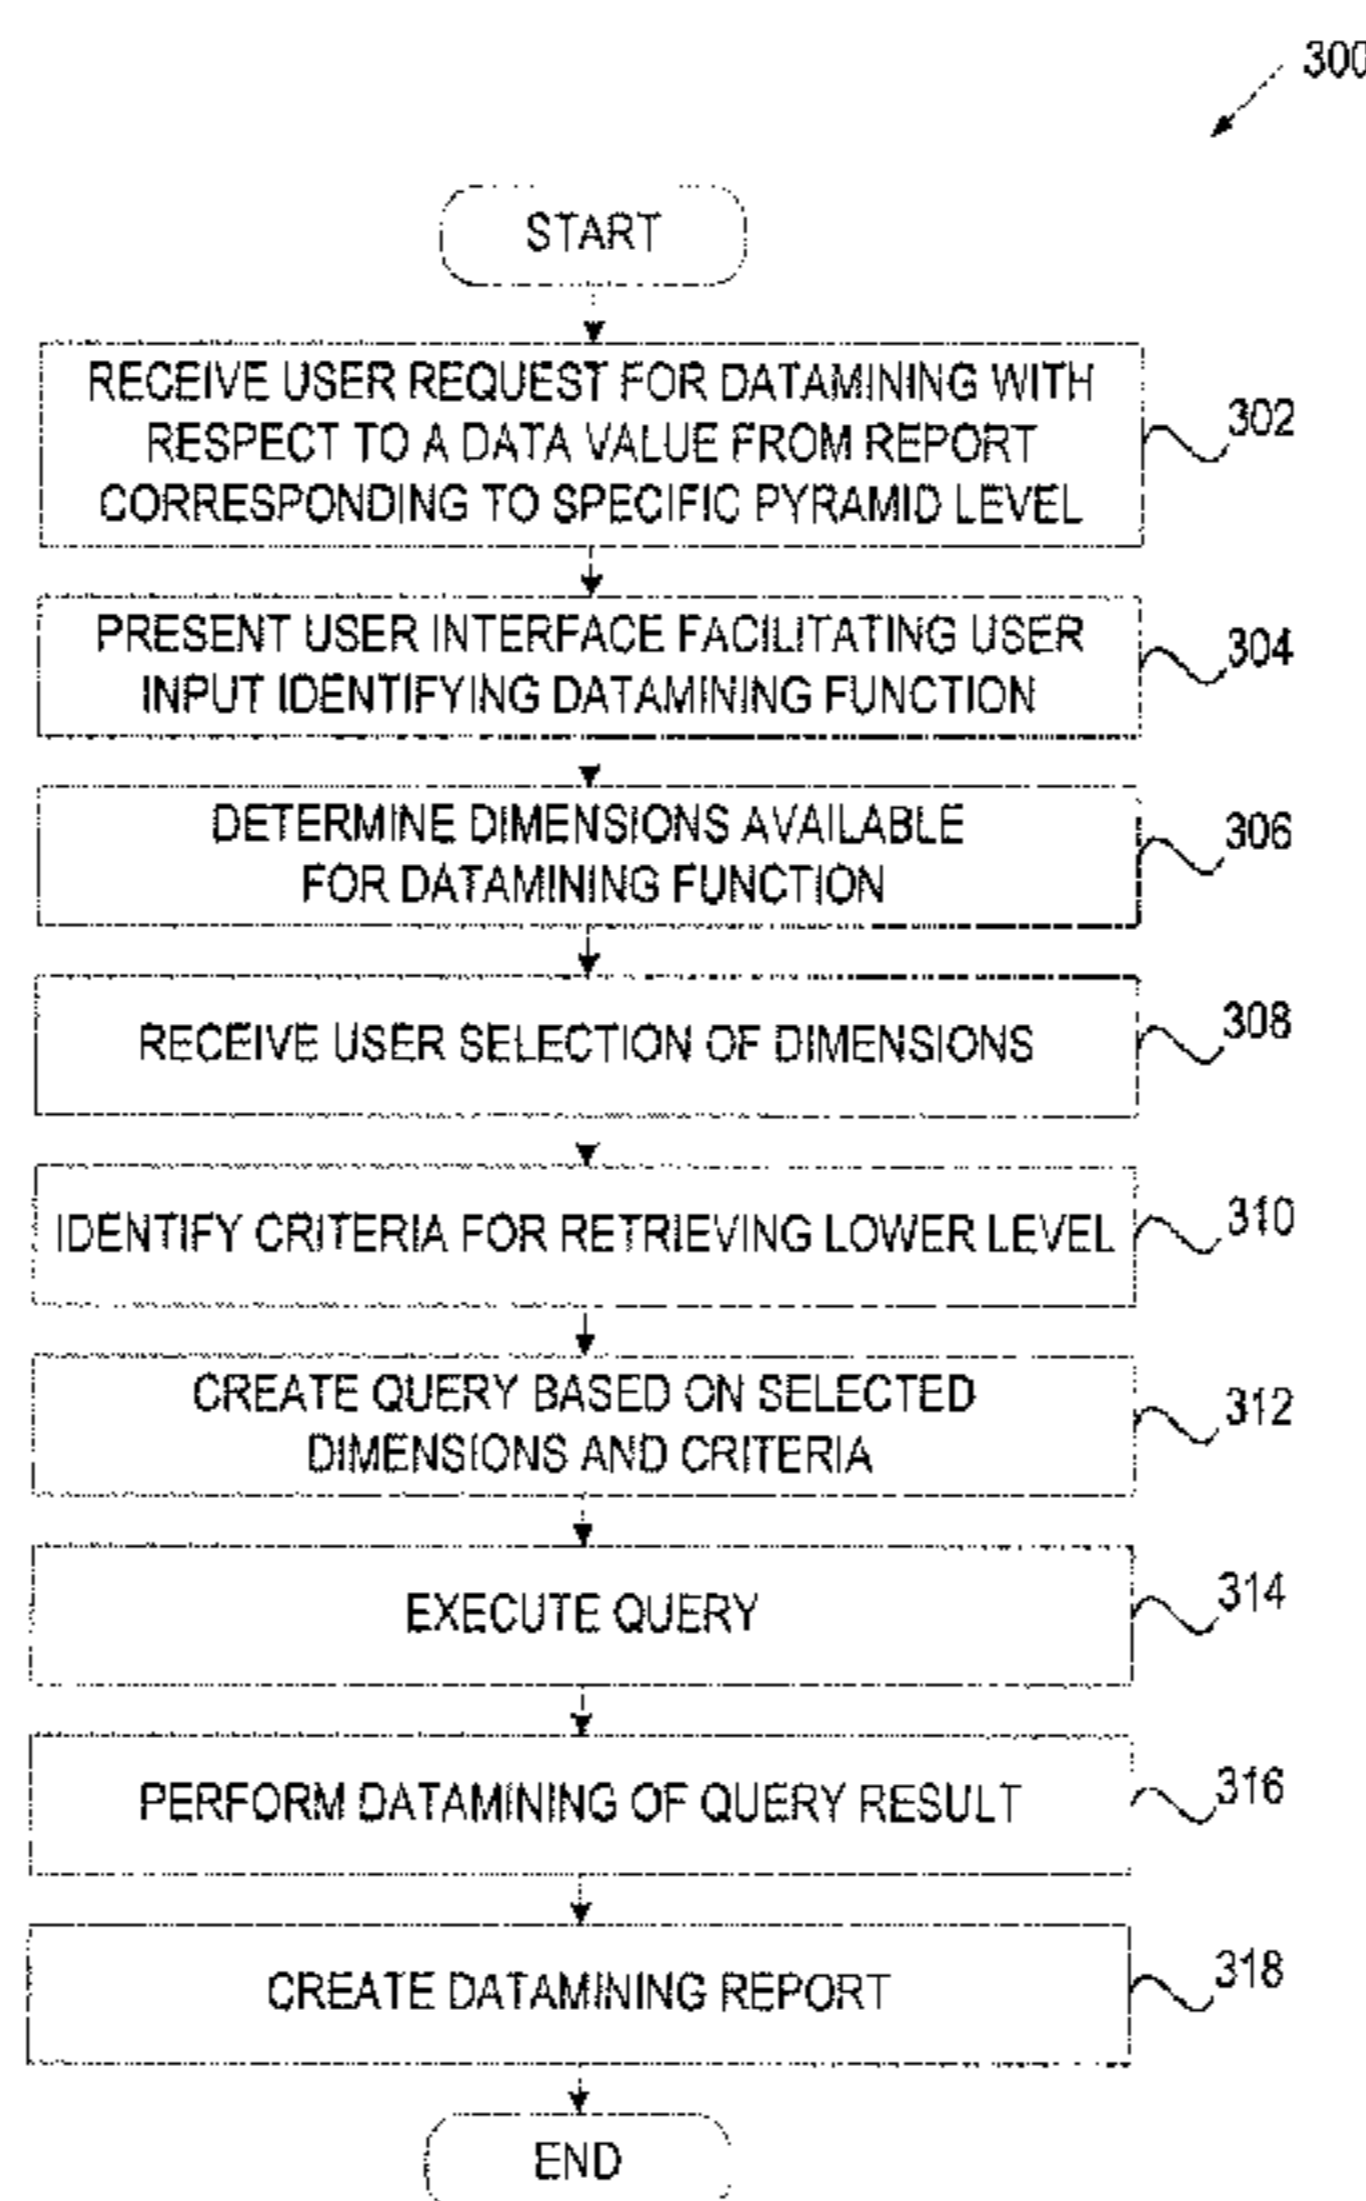 300
START
RECEIVE USER REQUEST FOR DATAMINING WITH
RESPECT TO A DATA VALUE FROM REPORT
CORRESPONDING TO SPECIFIC PYRAMID LEVEL
302
PRESENT USER INTERFACE FACILITATING USER
INPUT IDENTIFYING DATAMINING FUNCTION
304
DETERMINE DIMENSIONS AVAILABLE
FOR DATAMINING FUNCTION
306
RECEIVE USER SELECTION OF DIMENSIONS
308
IDENTIFY CRITERIA FOR RETRIEVING LOWER LEVEL
310
CREATE QUERY BASED ON SELECTED
DIMENSIONS AND CRITERIA
312
EXECUTE QUERY
314
PERFORM DATAMINING OF QUERY RESULT
316
CREATE DATAMINING REPORT
318
END